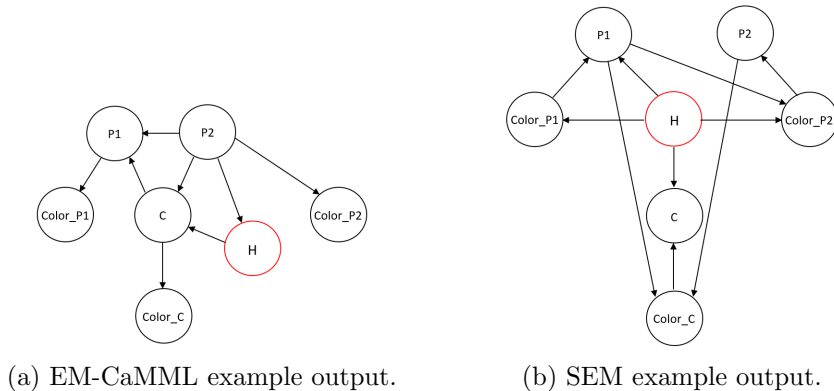 P1
P2
Color_P1
C
Color_P2
H
Color_C
(a) EM-CaMML example output.
P1
P2
Color_P1
H
Color_P2
C
Color_C
(b) SEM example output.